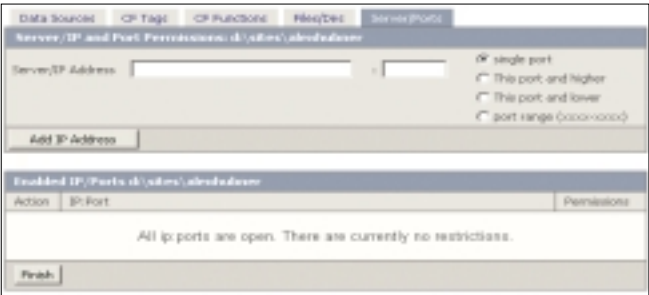 Data Sources CF Tags CF Functions Files/Dirs Server/Ports
Server/IP and Port Permissions: d:\sites\alenhubner
Server/IP Address : single port
This port and higher
This port and lower
port range (xxxx-xxxx)
Add IP Address
Enabled IP/Ports d:\sites\
Action IP:Port Permissions
All ip:ports are open. There are currently no restrictions.
Finish